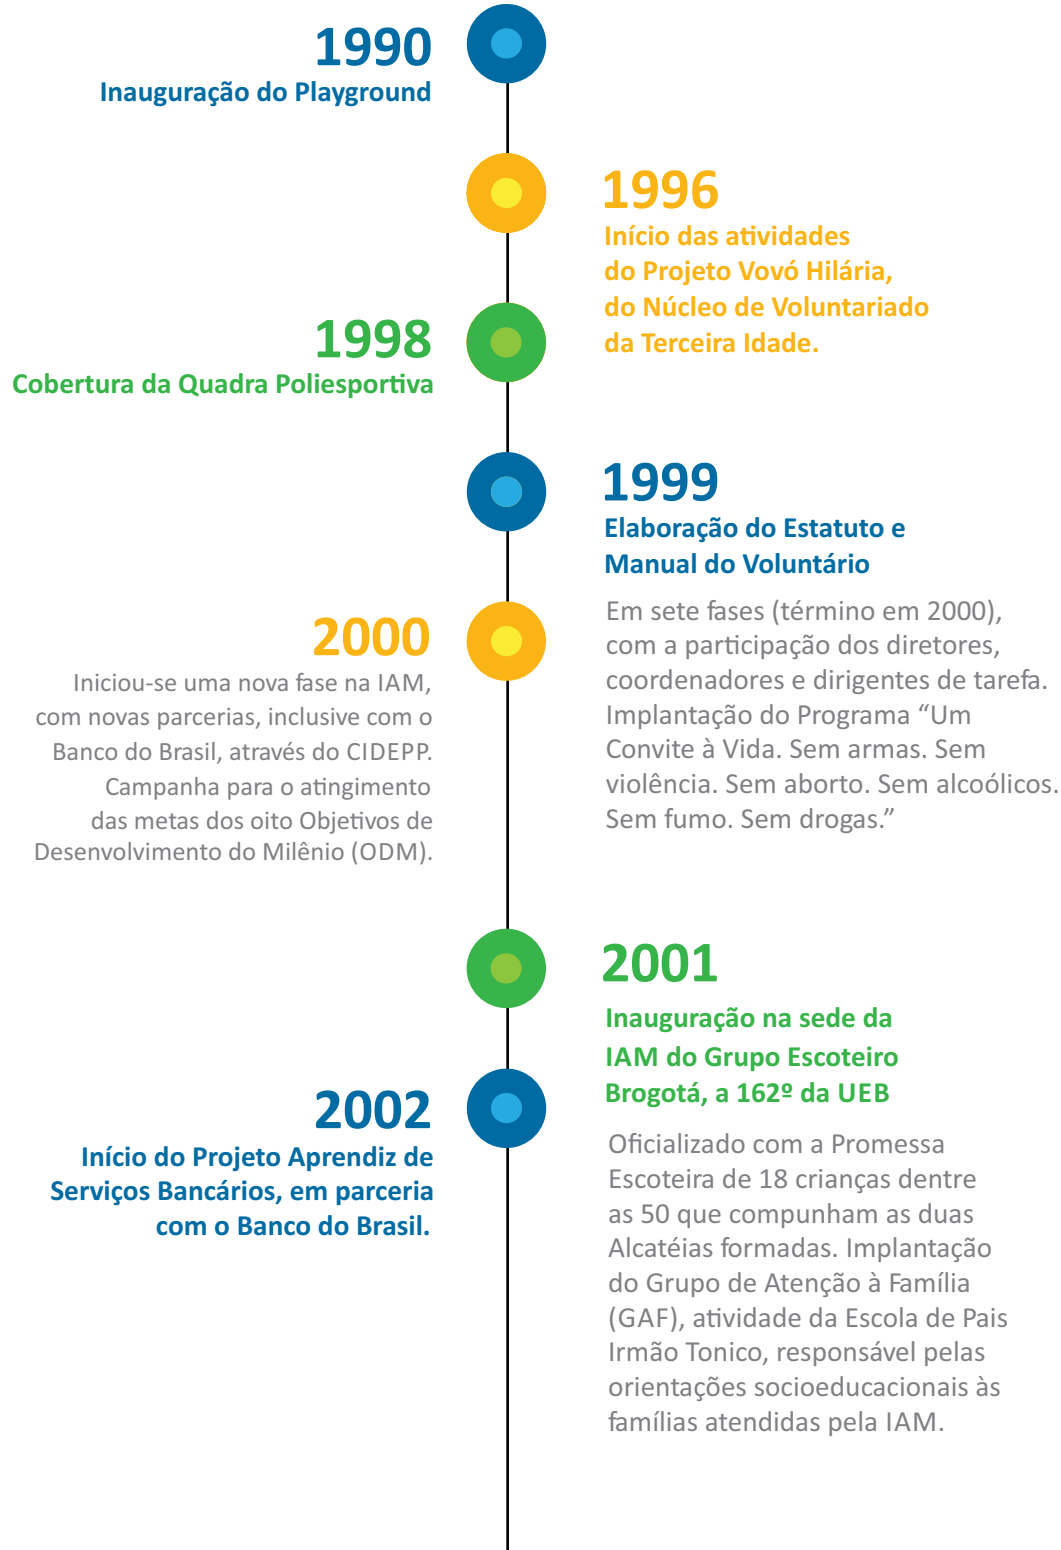 1990
Inauguração do Playground
1996
Início das atividades
do Projeto Vovó Hilária,
do Núcleo de Voluntariado
da Terceira Idade.
1998
Cobertura da Quadra Poliesportiva
1999
Elaboração do Estatuto e
Manual do Voluntário
Em sete fases (término em 2000),
com a participação dos diretores,
coordenadores e dirigentes de tarefa.
Implantação do Programa “Um
Convite à Vida. Sem armas. Sem
violência. Sem aborto. Sem alcoólicos.
Sem fumo. Sem drogas.”
2000
Iniciou-se uma nova fase na IAM,
com novas parcerias, inclusive com o
Banco do Brasil, através do CIDEPP.
Campanha para o atingimento
das metas dos oito Objetivos de
Desenvolvimento do Milênio (ODM).
2001
Inauguração na sede da
IAM do Grupo Escoteiro
Brogotá, a 162º da UEB
Oficializado com a Promessa
Escoteira de 18 crianças dentre
as 50 que compunham as duas
Alcatéias formadas. Implantação
do Grupo de Atenção à Família
(GAF), atividade da Escola de Pais
Irmão Tonico, responsável pelas
orientações socioeducacionais às
famílias atendidas pela IAM.
2002
Início do Projeto Aprendiz de
Serviços Bancários, em parceria
com o Banco do Brasil.